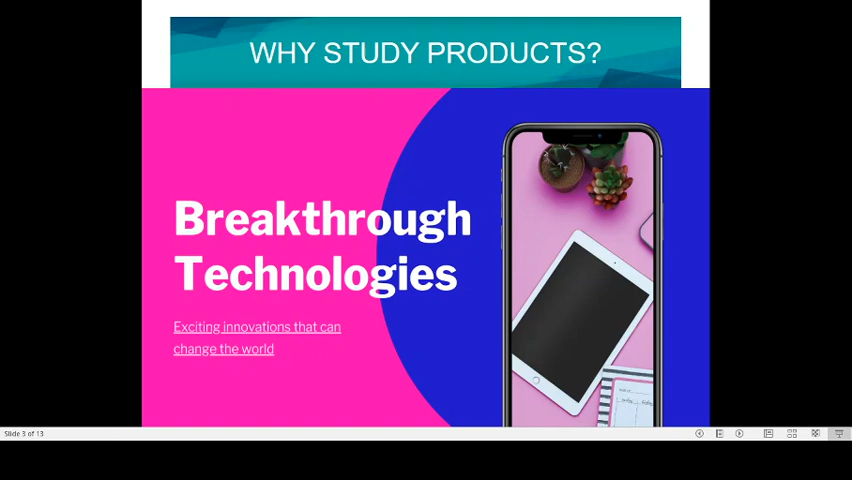 WHY STUDY PRODUCTS?
Breakthrough
Technologies
Exciting innovations that can
change the world
Slide 3 of 13